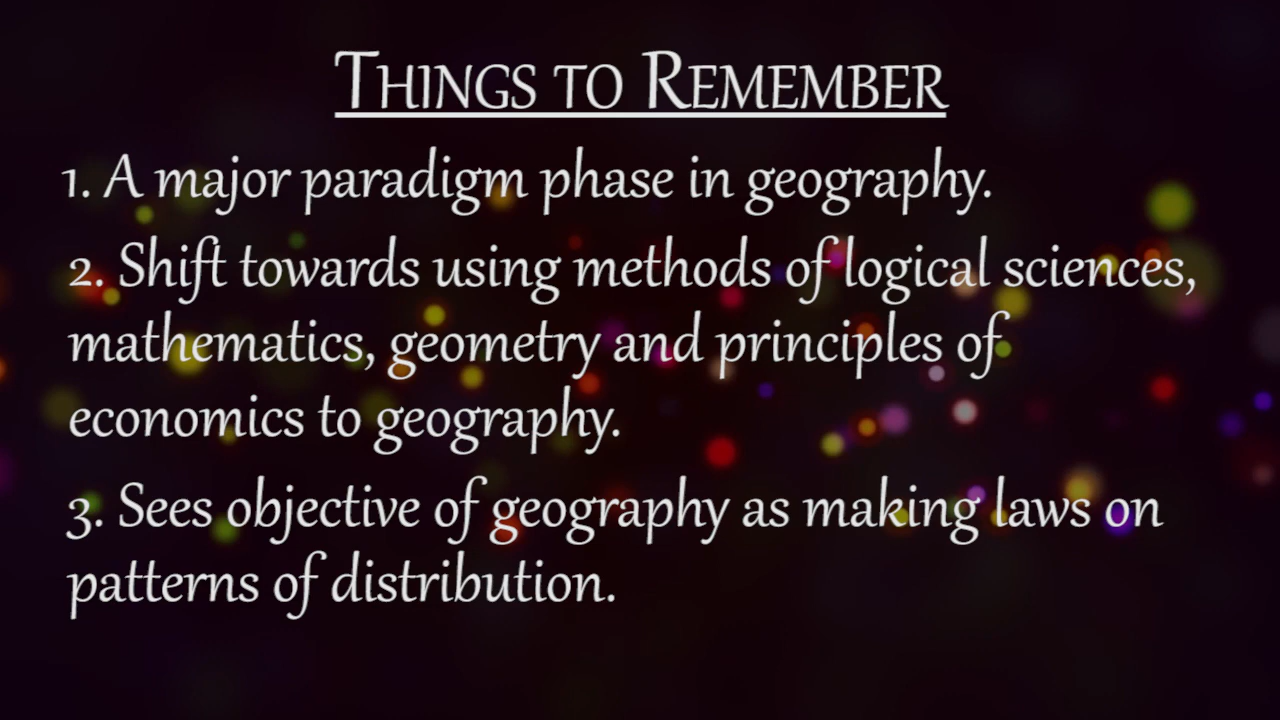 THINGS TO REMEMBER
1. A major paradigm phase in geography.
2. Shift towards using methods of logical sciences,
mathematics, geometry and principles of
economics to geography.
3. Sees objective of geography as making laws on
patterns of distribution.